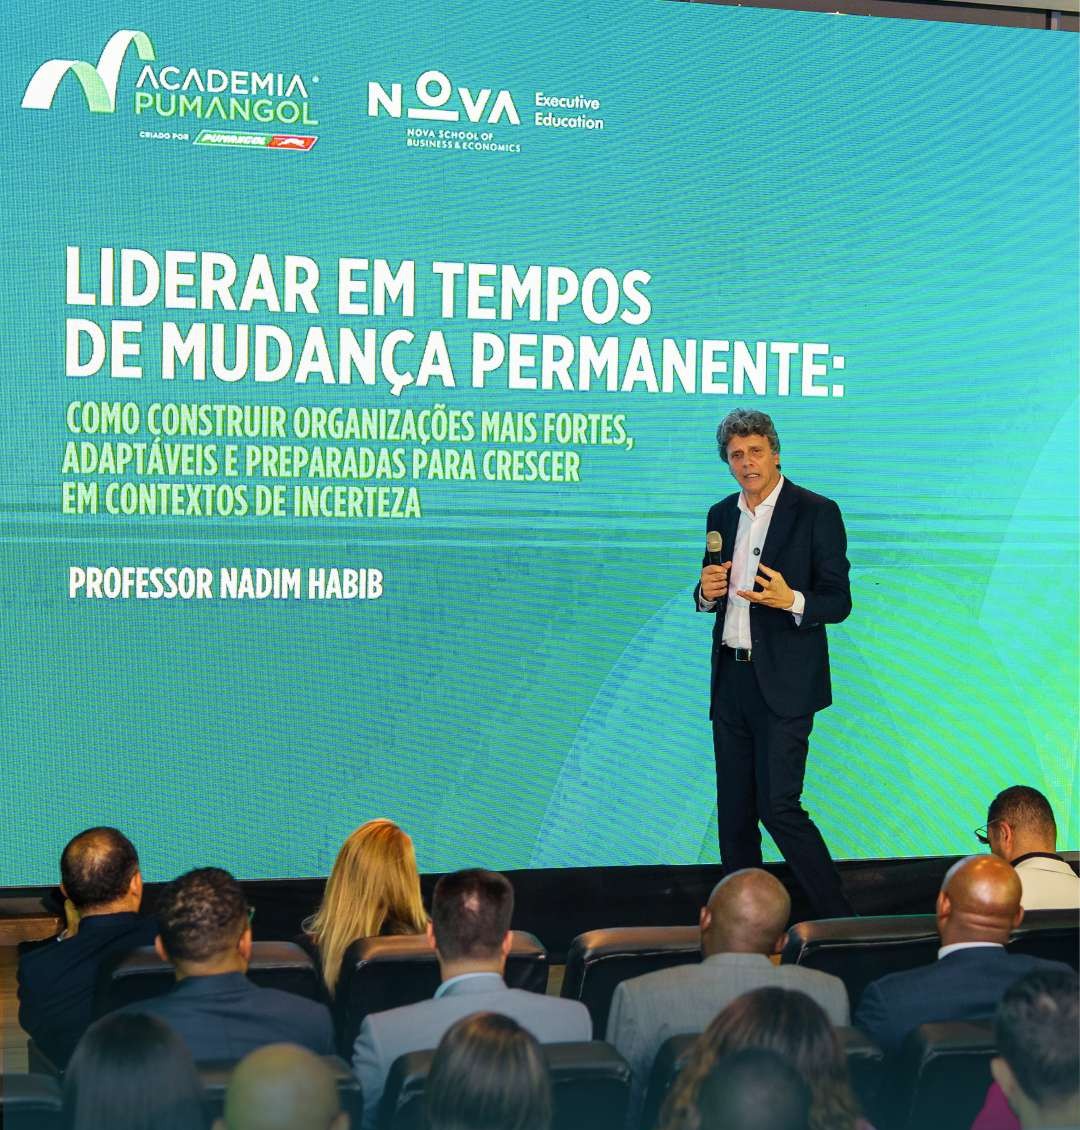 ACADEMIA
PUMANGOL
CRIADO POR PUMANGOL
NOVA
NOVA SCHOOL OF
BUSINESS & ECONOMICS
Executive
Education
LIDERAR EM TEMPOS
DE MUDANÇA PERMANENTE:
COMO CONSTRUIR ORGANIZAÇÕES MAIS FORTES,
ADAPTÁVEIS E PREPARADAS PARA CRESCER
EM CONTEXTOS DE INCERTEZA
PROFESSOR NADIM HABIB